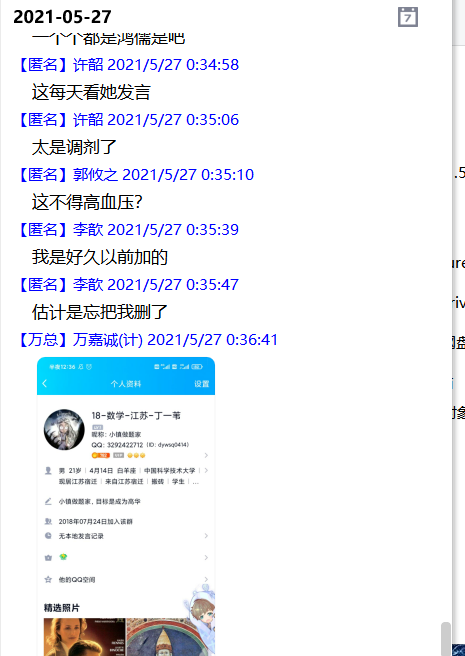 2021-05-27
7
一个个都是鸿儒是吧
【匿名】许韶 2021/5/27 0:34:58
这每天看她发言
【匿名】许韶 2021/5/27 0:35:06
太是调剂了
【匿名】郭攸之 2021/5/27 0:35:10
这不得高血压?
【匿名】李歆 2021/5/27 0:35:39
我是好久以前加的
【匿名】李歆 2021/5/27 0:35:47
估计是忘把我删了
【万总】万嘉诚(计) 2021/5/27 0:36:41
个人资料 设置
18-数学-江苏-丁一苇
昵称:小镇做题家
QQ:3292422712 (ID:dywsq0414)
男 21岁 4月14日 白羊座 中国科学技术大学
现居江苏宿迁 来自江苏宿迁 搬砖 学生 ...
小镇做题家、目标是成为高华
2018年07月24日加入该群
无本地发言记录
他的QQ空间
精选照片